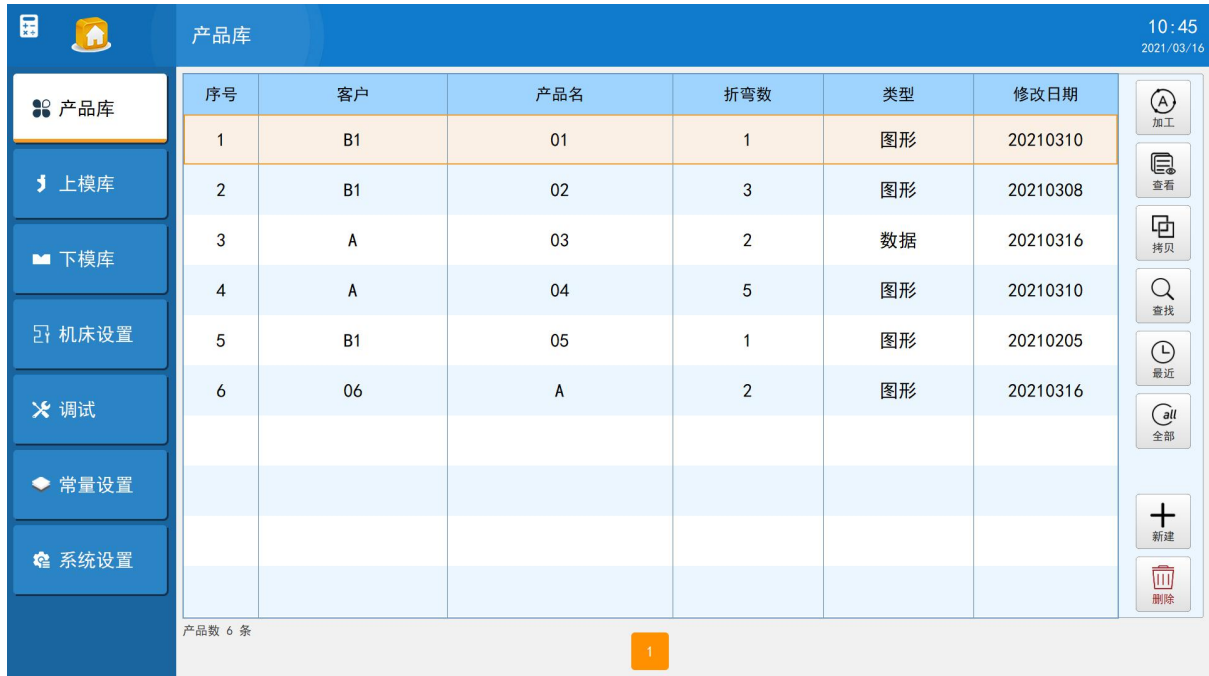 产品库
10:45
2021/03/16
产品库
上模库
下模库
机床设置
调试
常量设置
系统设置
序号 客户 产品名 折弯数 类型 修改日期
1 B1 01 1 图形 20210310
2 B1 02 3 图形 20210308
3 A 03 2 数据 20210316
4 A 04 5 图形 20210310
5 B1 05 1 图形 20210205
6 06 A 2 图形 20210316
A
加工
查看
拷贝
查找
最近
all
全部
新建
删除
产品数 6 条
1